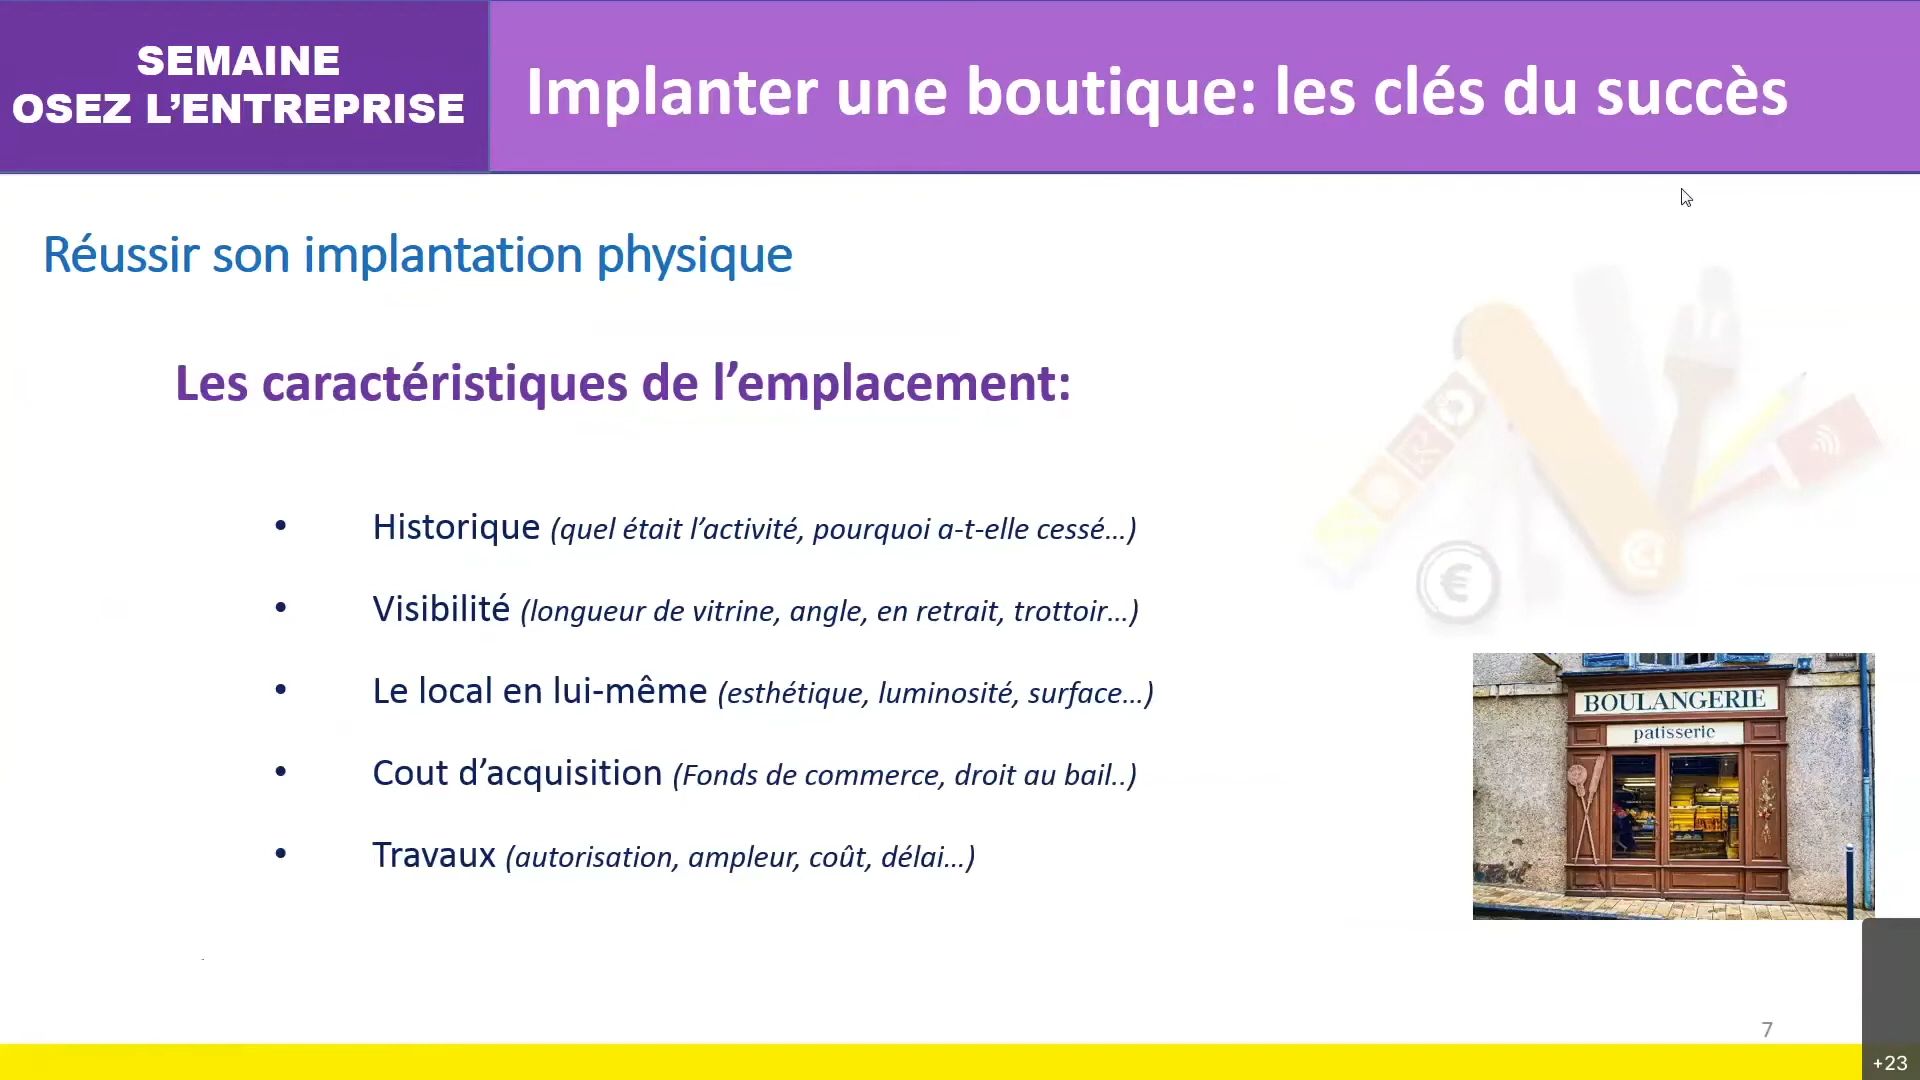 SEMAINE
OSEZ L’ENTREPRISE
Implanter une boutique: les clés du succès
Réussir son implantation physique
Les caractéristiques de l’emplacement:
• Historique (quel était l’activité, pourquoi a-t-elle cessé…)
• Visibilité (longueur de vitrine, angle, en retrait, trottoir…)
• Le local en lui-même (esthétique, luminosité, surface…)
• Cout d’acquisition (Fonds de commerce, droit au bail..)
• Travaux (autorisation, ampleur, coût, délai…)
€
CCI
BOULANGERIE
patisserie
7
+23